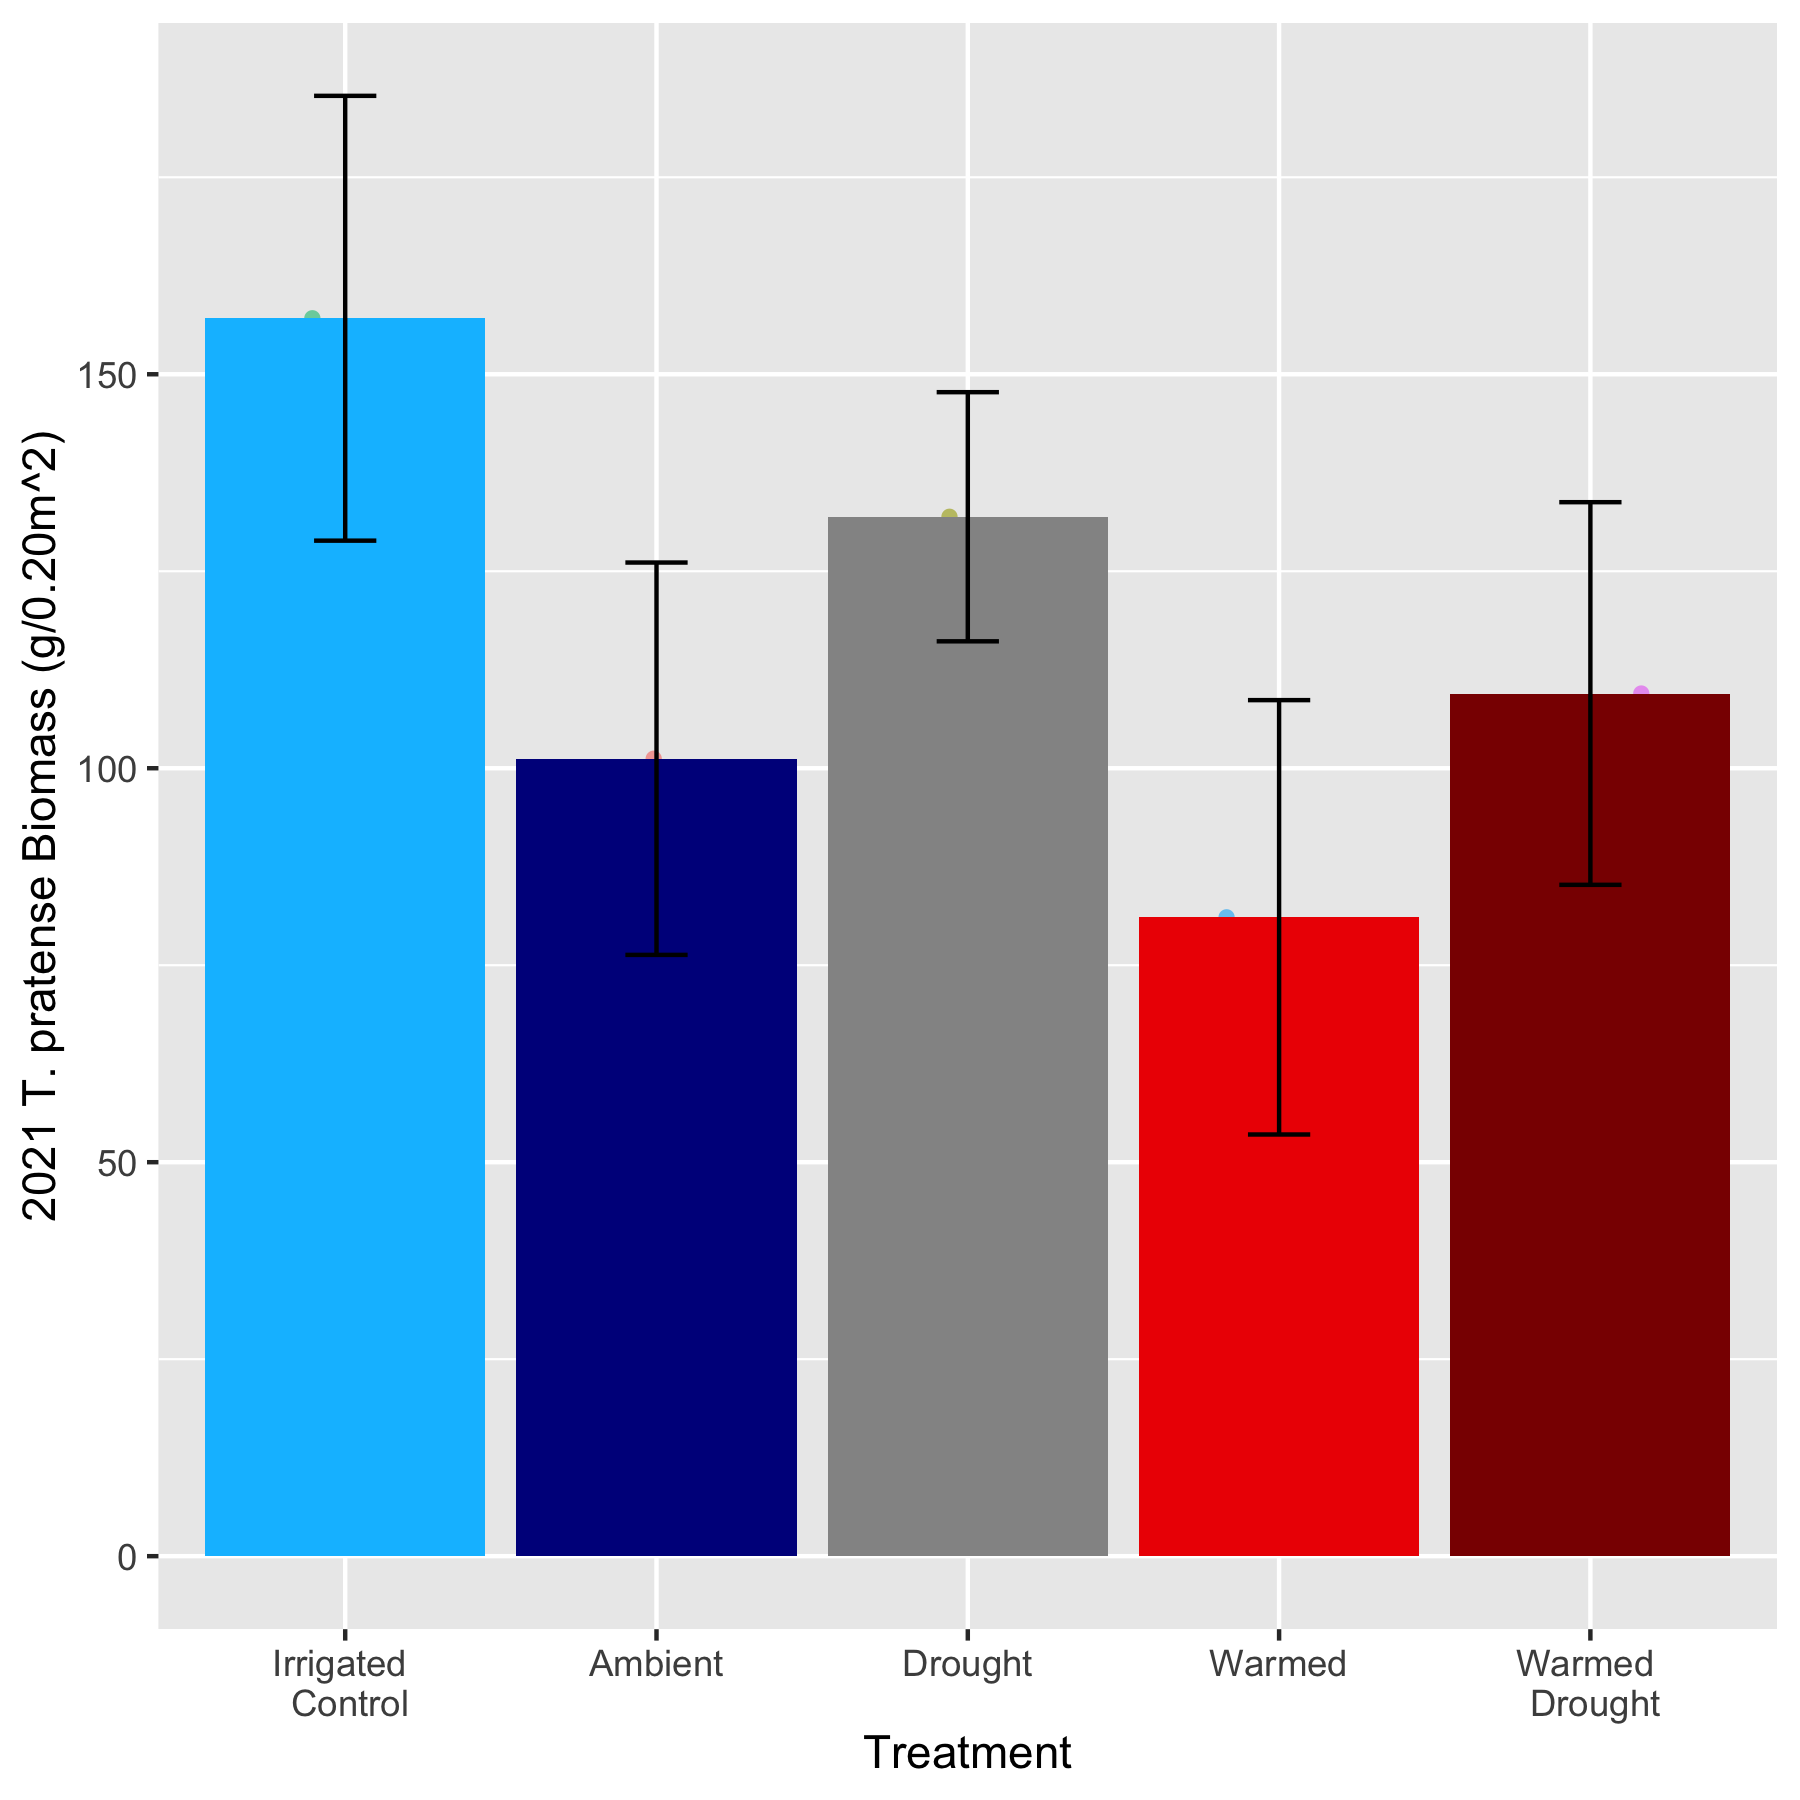 2021 T. pratense Biomass (g/0.20m^2)
150
100
50
0
Irrigated
Control
Ambient
Drought
Warmed
Warmed
Drought
Treatment